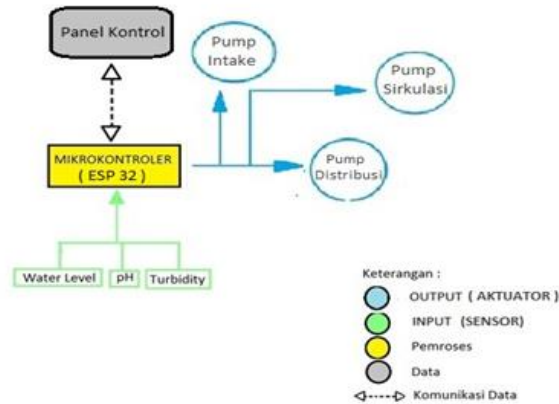 Panel Kontrol
Pump
Intake
Pump
Sirkulasi
MIKROKONTROLER
( ESP 32 )
Pump
Distribusi
Water Level
pH
Turbidity
Keterangan :
OUTPUT ( AKTUATOR )
INPUT (SENSOR)
Pemroses
Data
Komunikasi Data